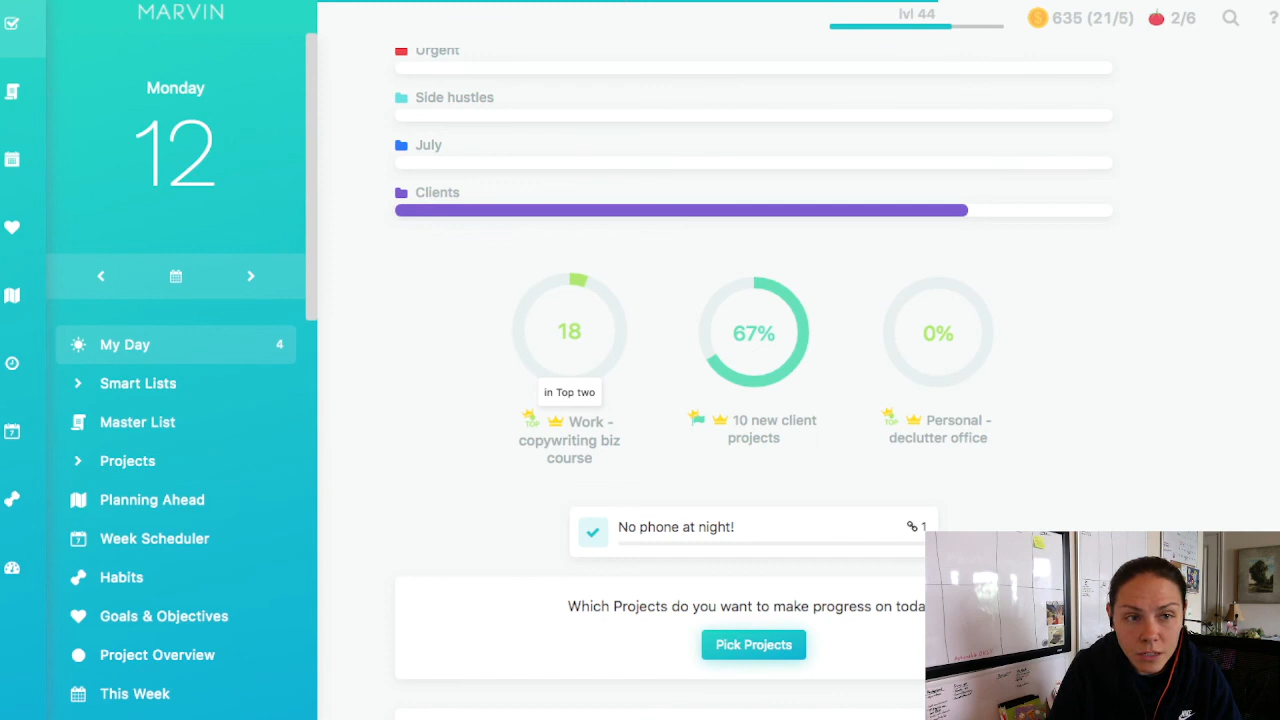 MARVIN
Monday
12
My Day 4
Smart Lists
Master List
Projects
Planning Ahead
Week Scheduler
Habits
Goals & Objectives
Project Overview
This Week
lvl 44
635 (21/5)
2/6
Urgent
Side hustles
July
Clients
18
67%
0%
in Top two
TOP Work -
copywriting biz
course
10 new client
projects
TOP Personal -
declutter office
No phone at night!
1
Which Projects do you want to make progress on toda
Pick Projects